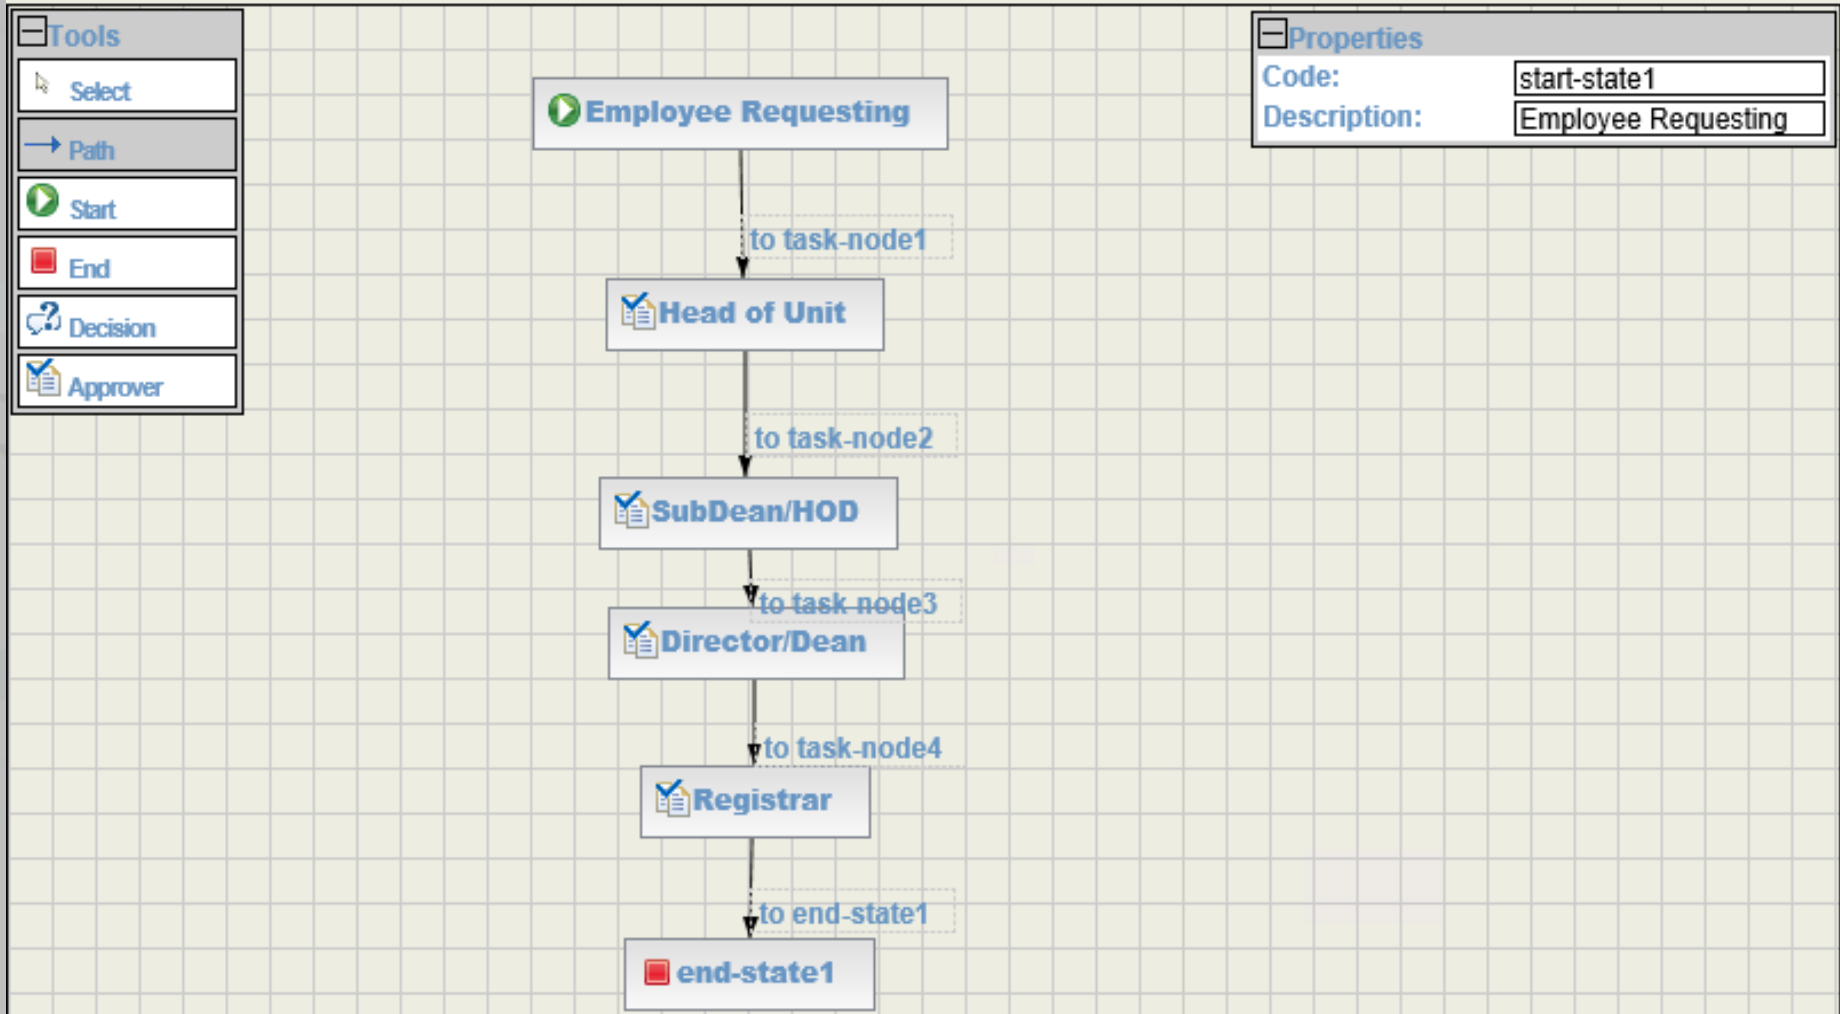 Tools
Select
Path
Start
End
Decision
Approver
Employee Requesting
to task-node1
Head of Unit
to task-node2
SubDean/HOD
to task-node3
Director/Dean
to task-node4
Registrar
to end-state1
end-state1
Properties
Code: start-state1
Description: Employee Requesting